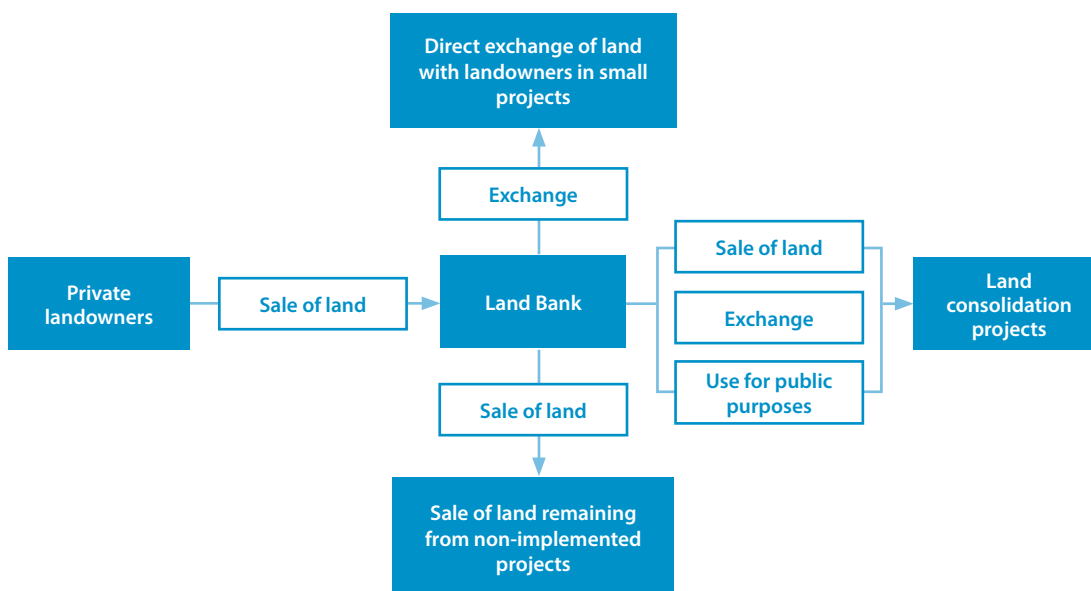 Direct exchange of land
with landowners in small
projects
Exchange
Private
landowners
Sale of land
Land Bank
Sale of land
Exchange
Use for public
purposes
Land
consolidation
projects
Sale of land
Sale of land remaining
from non-implemented
projects